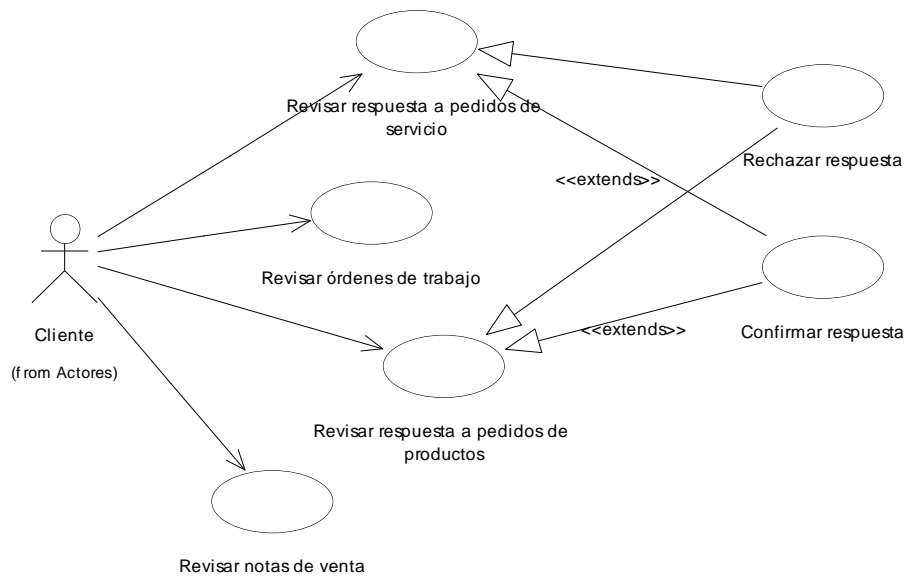 Revisar respuesta a pedidos de
servicio
Rechazar respuesta
<<extends>>
Revisar órdenes de trabajo
Cliente
(from Actores)
<<extends>>
Confirmar respuesta
Revisar respuesta a pedidos de
productos
Revisar notas de venta